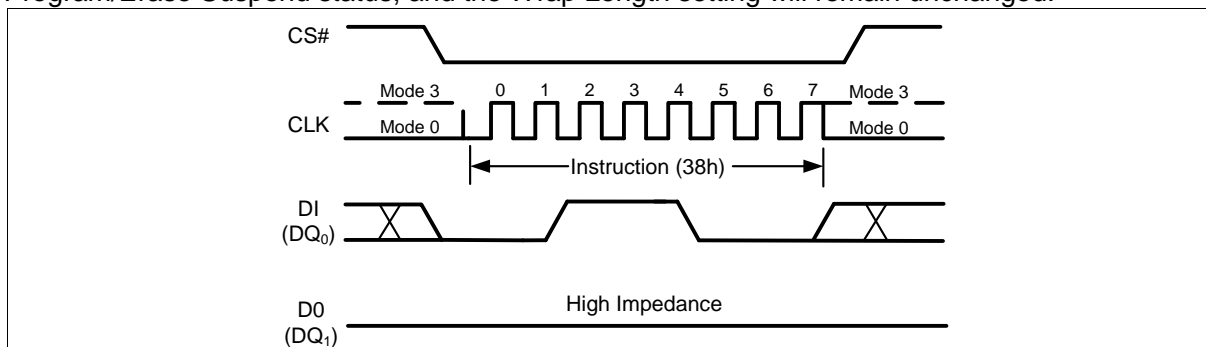 Program/Erase Suspend status, and the Wrap Length setting will remain unchanged.
CS#
Mode 3 0 1 2 3 4 5 6 7 Mode 3
CLK Mode 0 Mode 0
Instruction (38h)
DI
(DQ0)
High Impedance
D0
(DQ1)